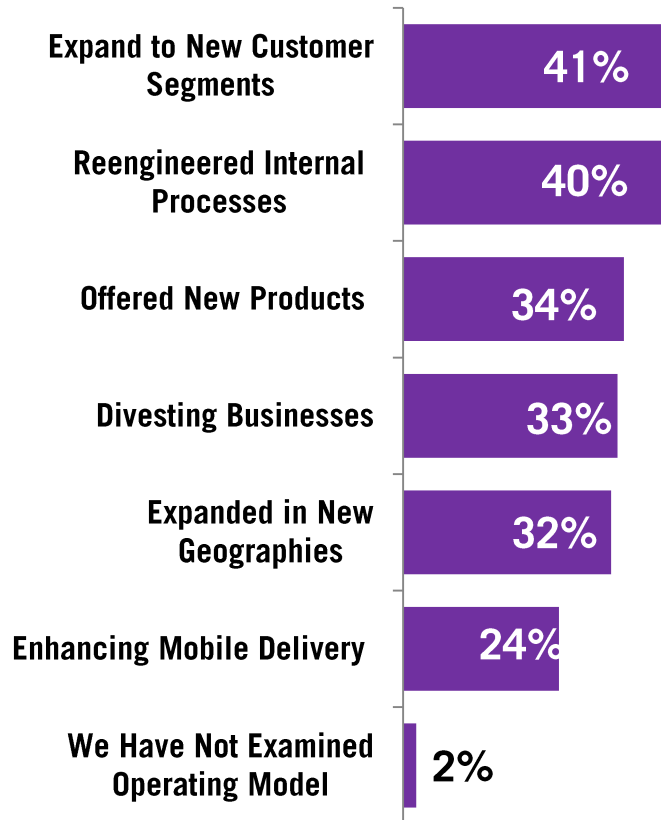 Expand to New Customer
Segments
41%
Reengineered Internal
Processes
40%
Offered New Products
34%
Divesting Businesses
33%
Expanded in New
Geographies
32%
Enhancing Mobile Delivery
24%
We Have Not Examined
Operating Model
2%